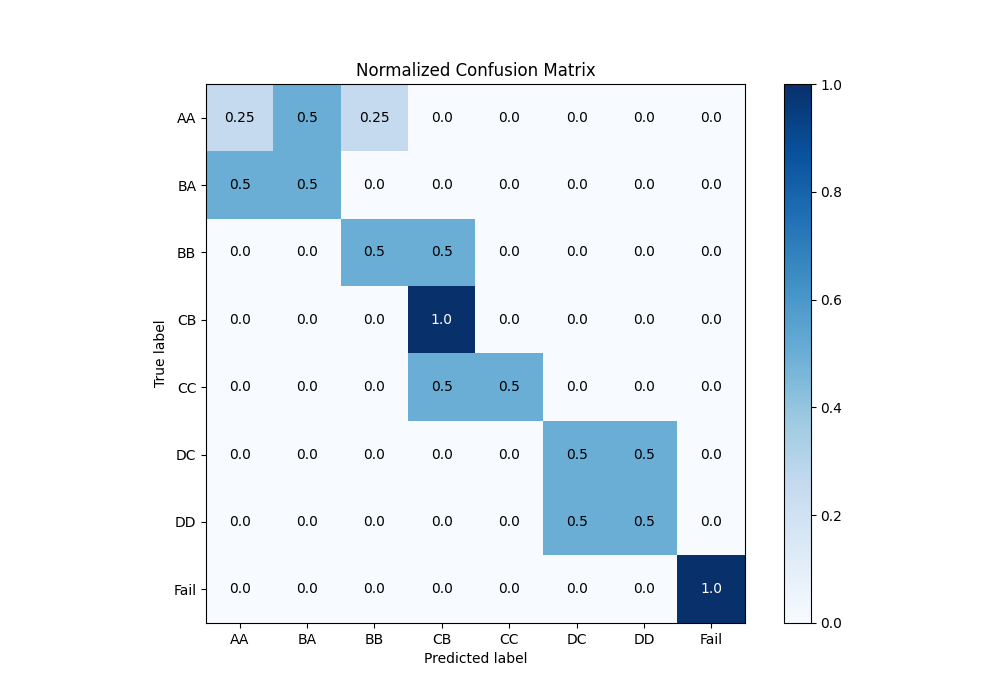 Normalized Confusion Matrix
True label
AA 0.25 0.5 0.25 0.0 0.0 0.0 0.0 0.0
BA 0.5 0.5 0.0 0.0 0.0 0.0 0.0 0.0
BB 0.0 0.0 0.5 0.5 0.0 0.0 0.0 0.0
CB 0.0 0.0 0.0 1.0 0.0 0.0 0.0 0.0
CC 0.0 0.0 0.0 0.5 0.5 0.0 0.0 0.0
DC 0.0 0.0 0.0 0.0 0.0 0.5 0.5 0.0
DD 0.0 0.0 0.0 0.0 0.0 0.5 0.5 0.0
Fail 0.0 0.0 0.0 0.0 0.0 0.0 0.0 1.0
AA BA BB CB CC DC DD Fail
Predicted label
1.0
0.8
0.6
0.4
0.2
0.0